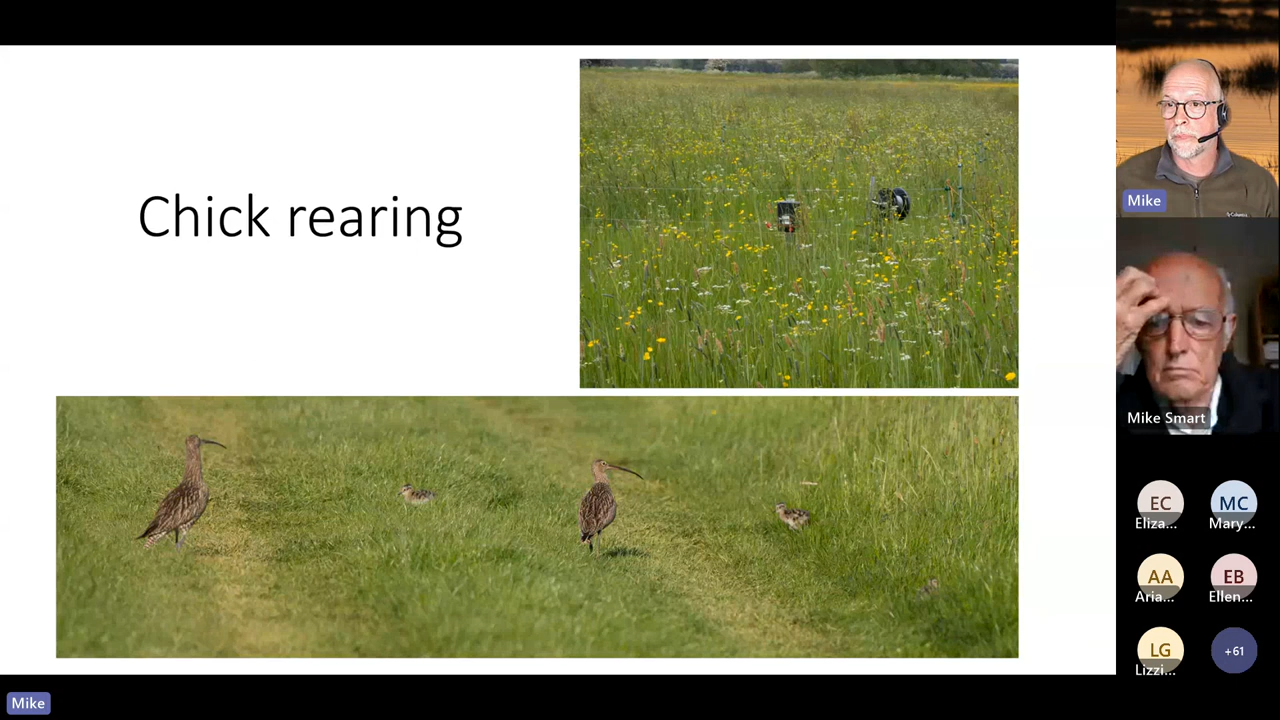 Chick rearing
Mike
Mike Smart
EC
Eliza...
MC
Mary...
AA
Aria...
EB
Ellen...
LG
Lizzi...
+61
Mike